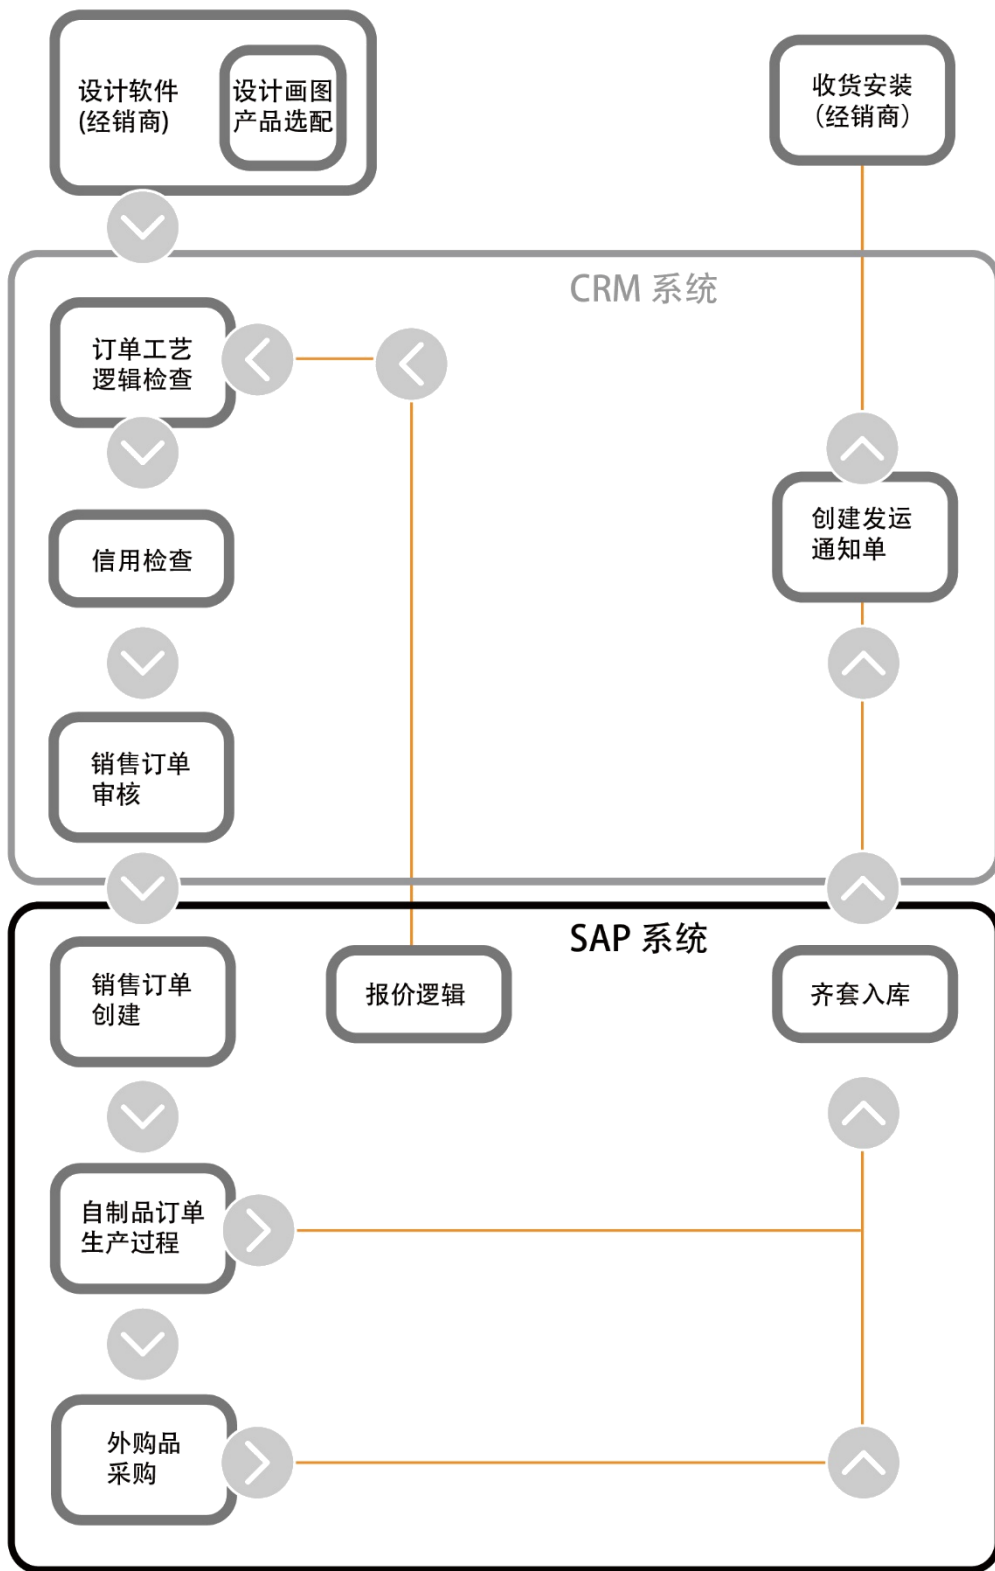 设计软件
(经销商)
设计画图
产品选配
收货安装
（经销商）
CRM 系统
订单工艺
逻辑检查
信用检查
创建发运
通知单
销售订单
审核
SAP 系统
销售订单
创建
报价逻辑
齐套入库
自制品订单
生产过程
外购品
采购